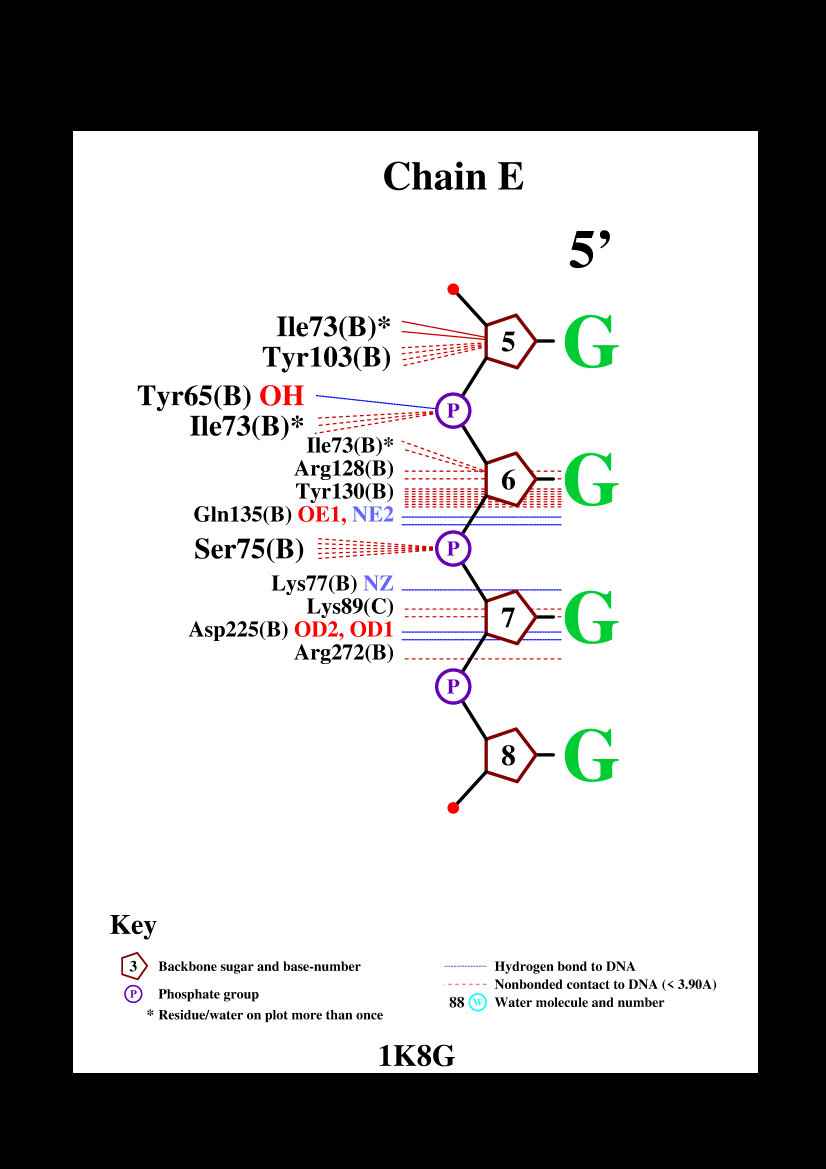 Chain E
5’
Ile73(B)*
5 G
Tyr103(B)
Tyr65(B) OH
P
Ile73(B)*
Ile73(B)*
Arg128(B)
6 G
Tyr130(B)
Gln135(B) OE1, NE2
Ser75(B)
P
Lys77(B) NZ
Lys89(C)
7 G
Asp225(B) OD2, OD1
Arg272(B)
P
8 G
Key
3 Backbone sugar and base-number
P Phosphate group
* Residue/water on plot more than once
Hydrogen bond to DNA
Nonbonded contact to DNA (< 3.90A)
88 W Water molecule and number
1K8G